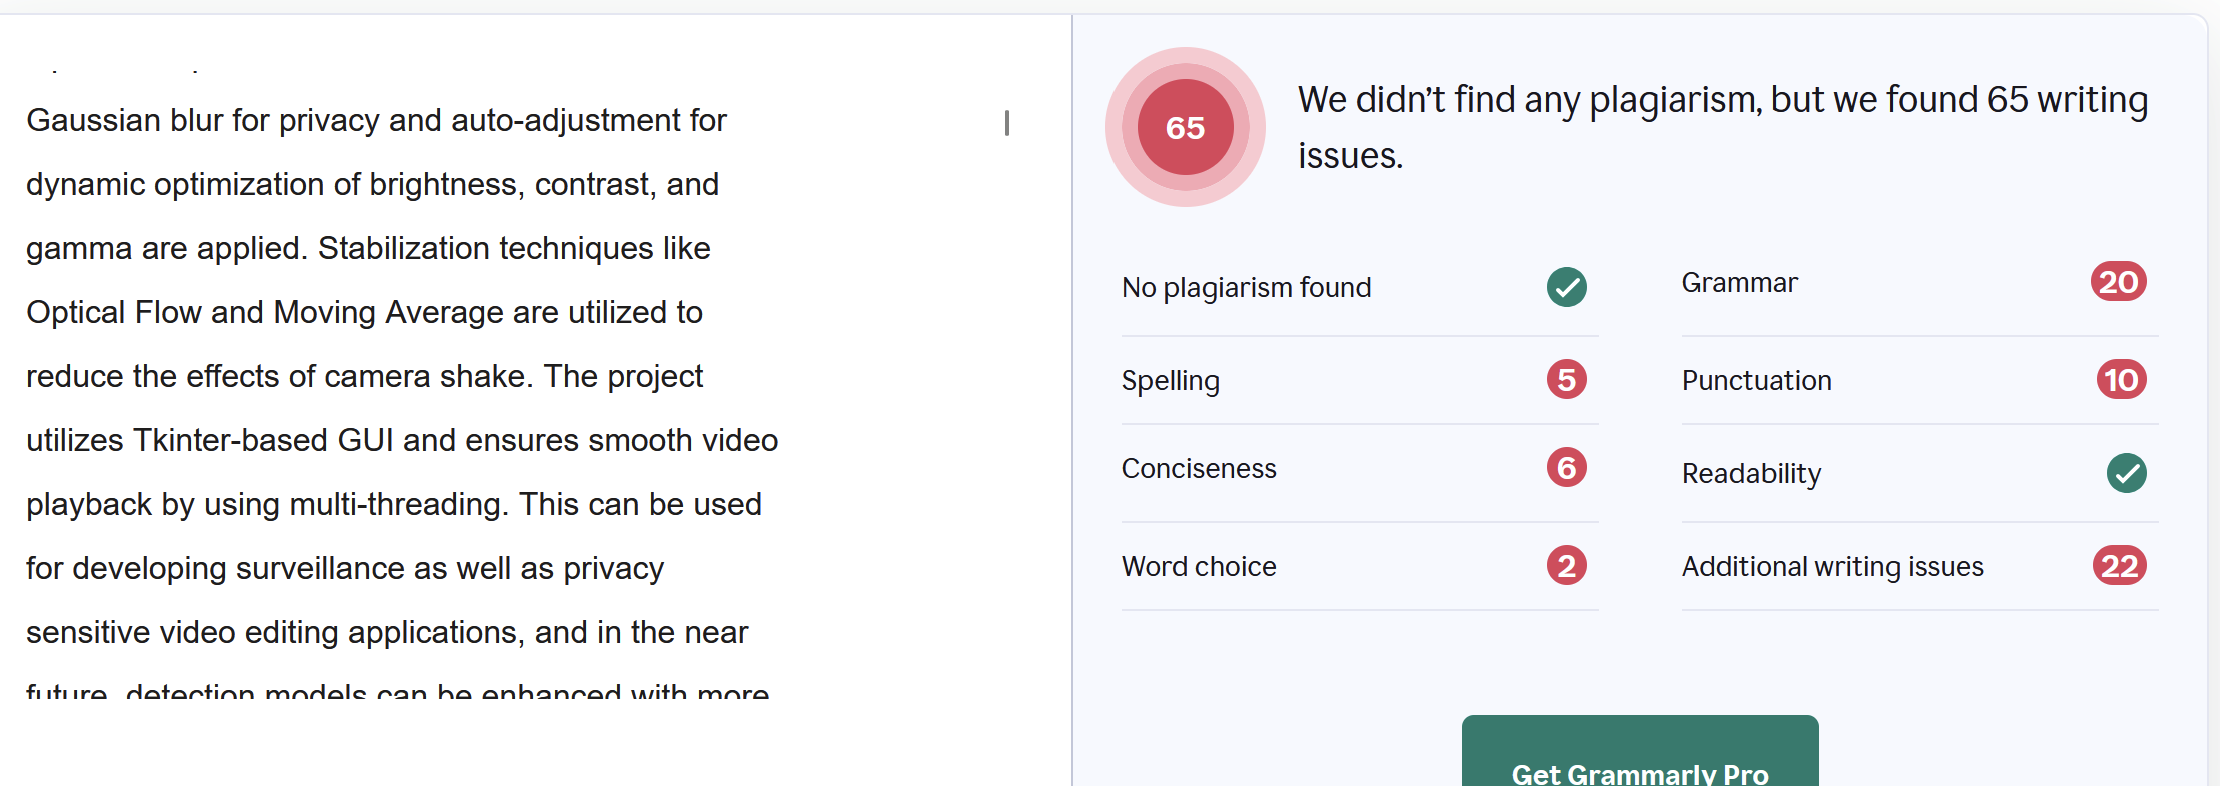 Gaussian blur for privacy and auto-adjustment for
dynamic optimization of brightness, contrast, and
gamma are applied. Stabilization techniques like
Optical Flow and Moving Average are utilized to
reduce the effects of camera shake. The project
utilizes Tkinter-based GUI and ensures smooth video
playback by using multi-threading. This can be used
for developing surveillance as well as privacy
sensitive video editing applications, and in the near
future, detection models can be enhanced with more
65
We didn’t find any plagiarism, but we found 65 writing
issues.
No plagiarism found
Grammar 20
Spelling 5
Punctuation 10
Conciseness 6
Readability
Word choice 2
Additional writing issues 22
Get Grammarly Pro